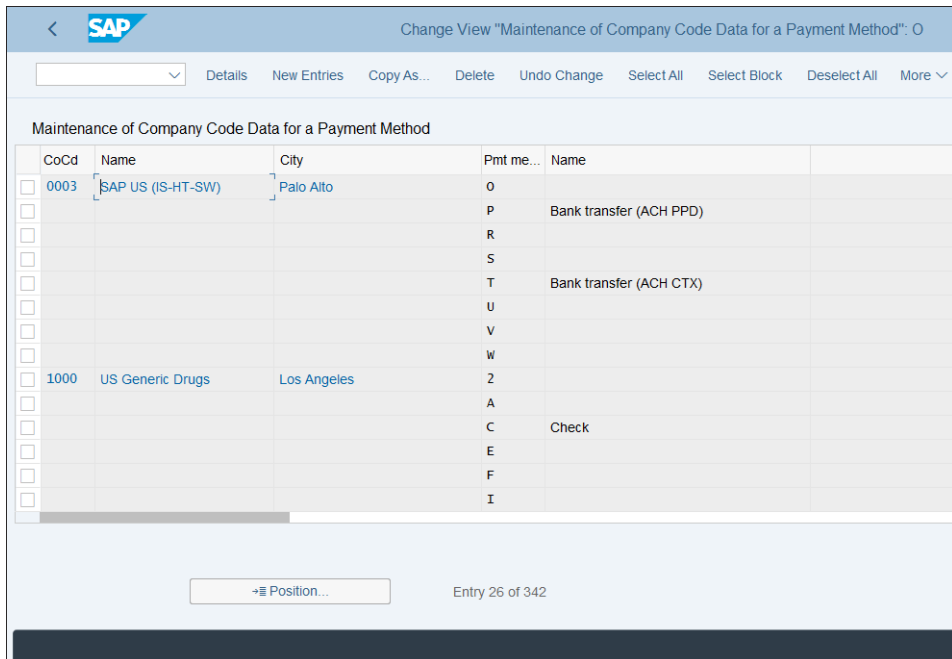 SAP Change View "Maintenance of Company Code Data for a Payment Method": O
Details New Entries Copy As... Delete Undo Change Select All Select Block Deselect All More
Maintenance of Company Code Data for a Payment Method
CoCd Name City Pmt me... Name
0003 SAP US (IS-HT-SW) Palo Alto O
P Bank transfer (ACH PPD)
R
S
T Bank transfer (ACH CTX)
U
V
W
1000 US Generic Drugs Los Angeles 2
A
C Check
E
F
I
Position... Entry 26 of 342